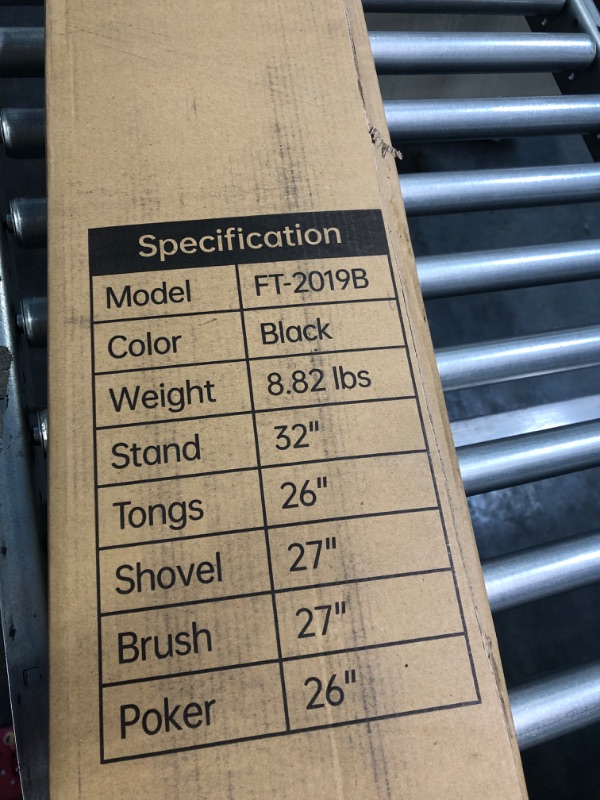 Specification
Model FT-2019B
Color Black
Weight 8.82 lbs
Stand 32"
Tongs 26"
Shovel 27"
Brush 27"
Poker 26"